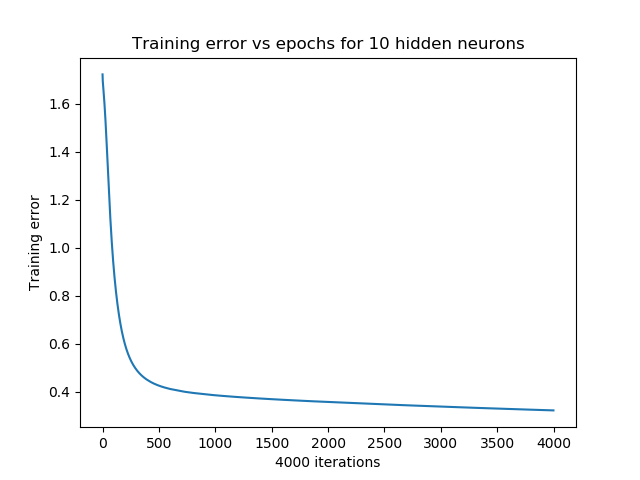 Training error vs epochs for 10 hidden neurons
1.6
1.4
1.2
1.0
0.8
0.6
0.4
Training error
0 500 1000 1500 2000 2500 3000 3500 4000
4000 iterations